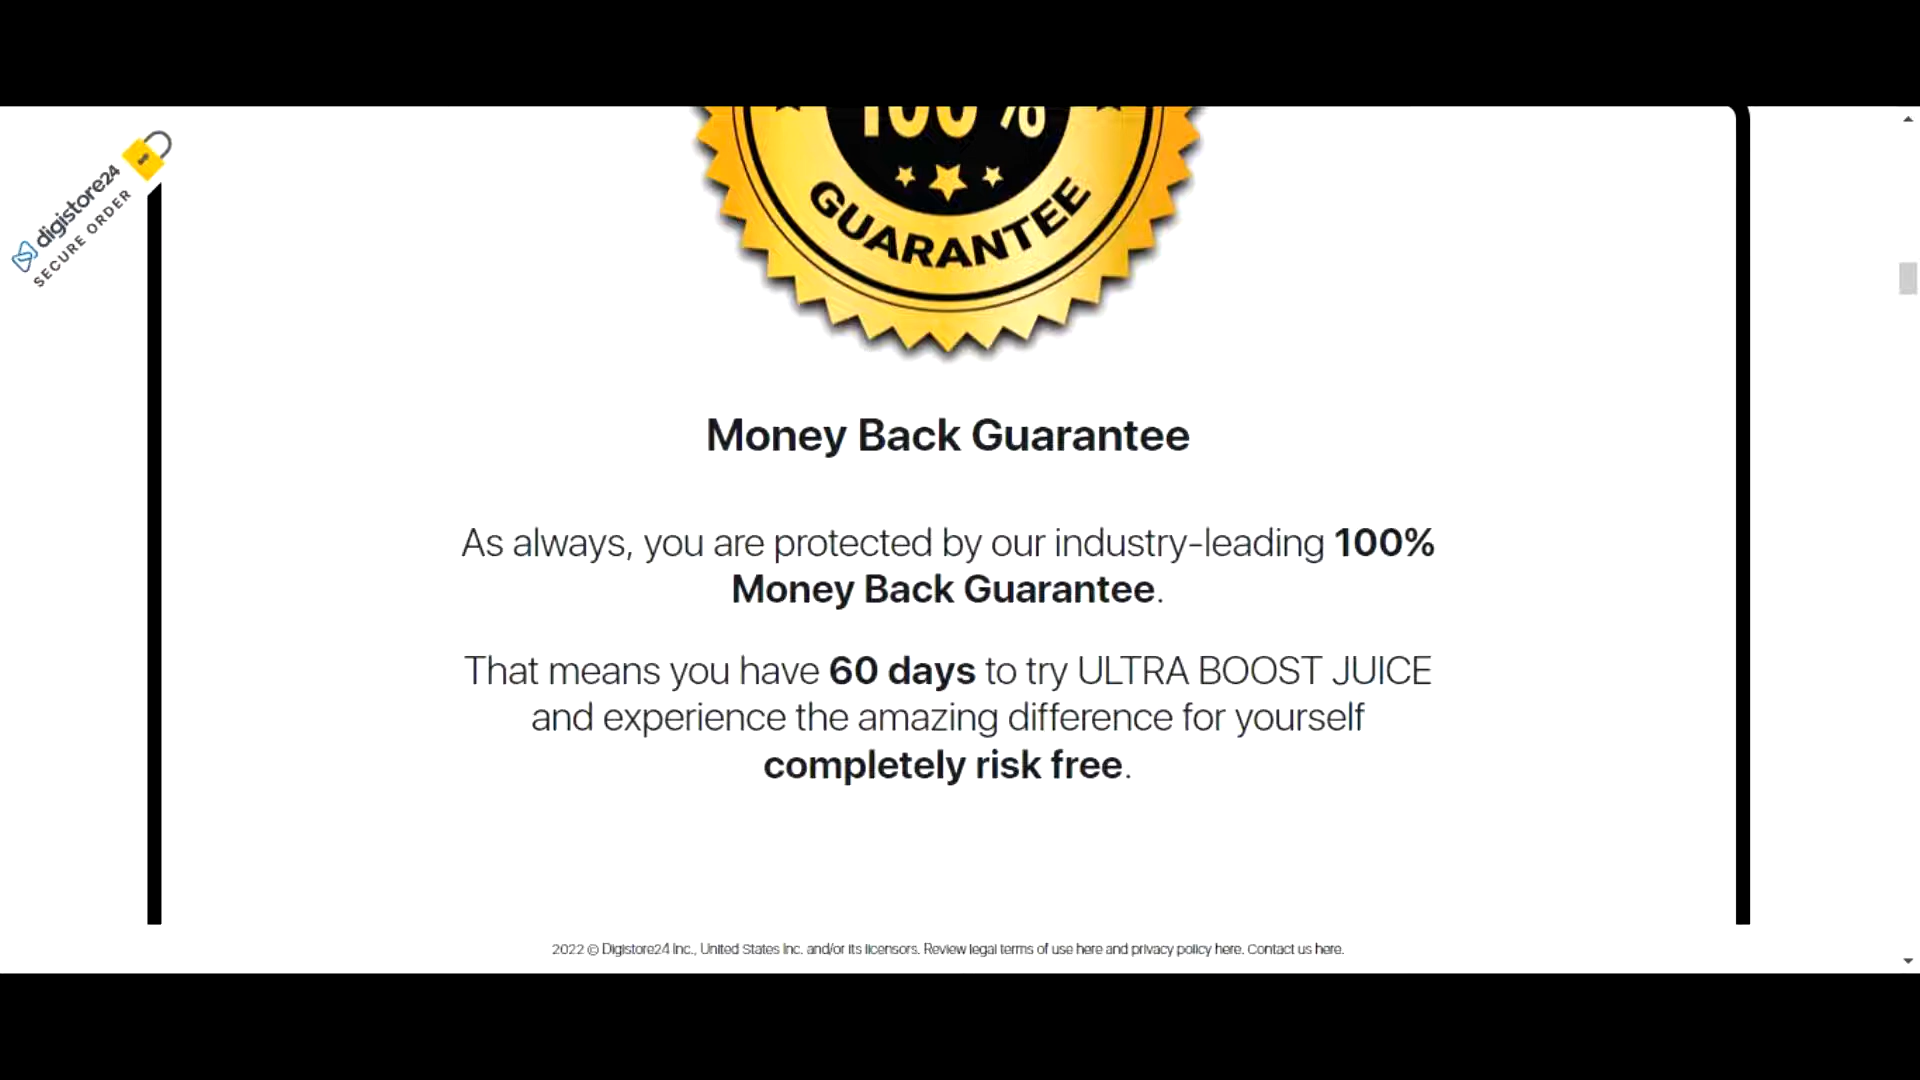 100 %
GUARANTEE
digistore24
SECURE ORDER
Money Back Guarantee
As always, you are protected by our industry-leading 100%
Money Back Guarantee.
That means you have 60 days to try ULTRA BOOST JUICE
and experience the amazing difference for yourself
completely risk free.
2022 © Digistore24 Inc., United States Inc. and/or its licensors. Review legal terms of use here and privacy policy here. Contact us here.